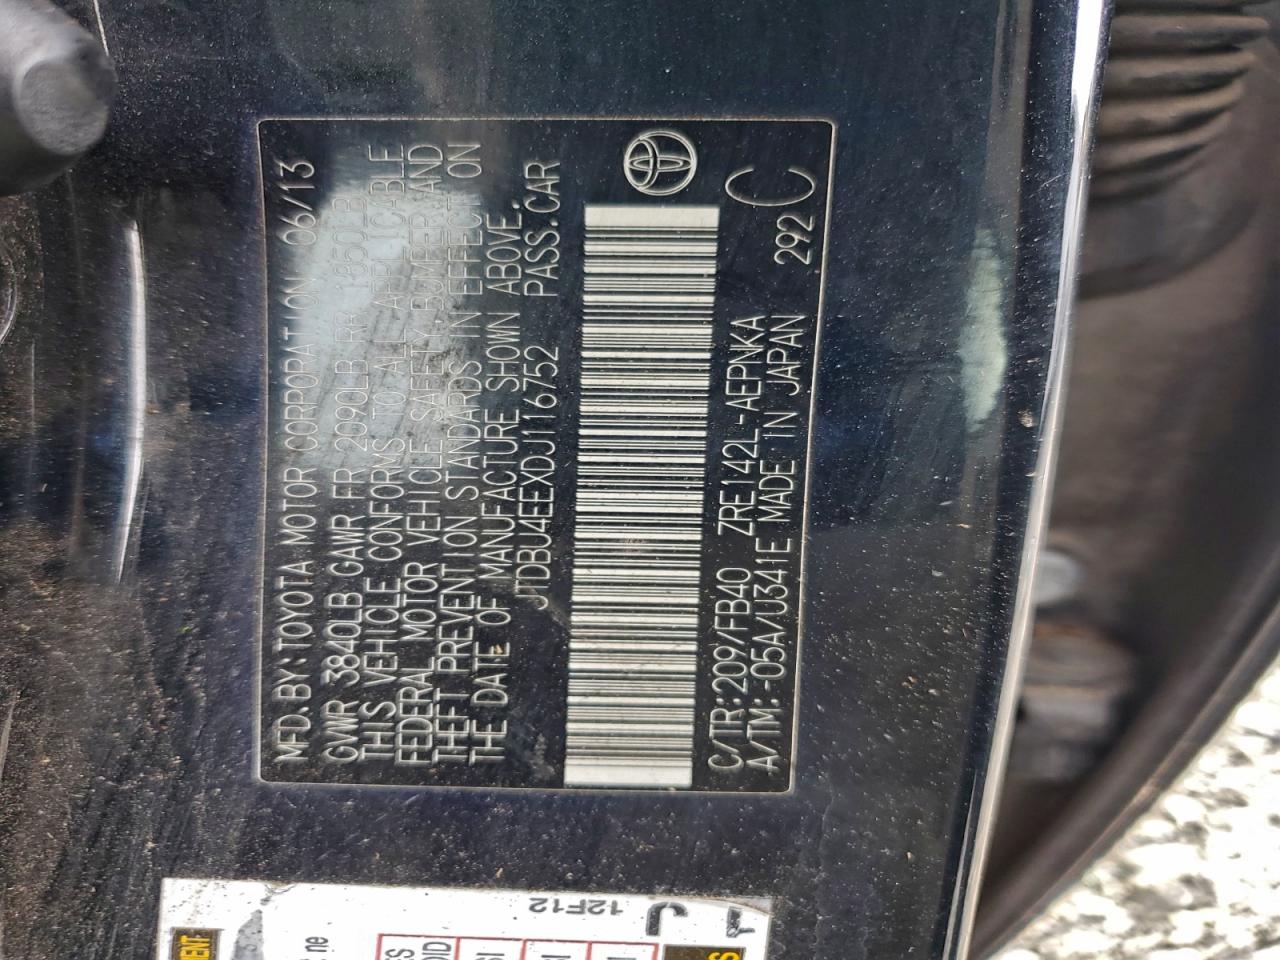 MFD. BY: TOYOTA MOTOR CORPORATION 06/13
GVWR 3840LB GAWR FR 2090LB RR 1850LB
THIS VEHICLE CONFORMS TO ALL APPLICABLE
FEDERAL MOTOR VEHICLE SAFETY, BUMPER, AND
THEFT PREVENTION STANDARDS IN EFFECT ON
THE DATE OF MANUFACTURE SHOWN ABOVE.
JTDBU4EEXDJ116752 PASS. CAR
C/TR:209/FB40 ZRE142L-AEPNKA
A/TM:-05A/U341E MADE IN JAPAN 292 C
12F12